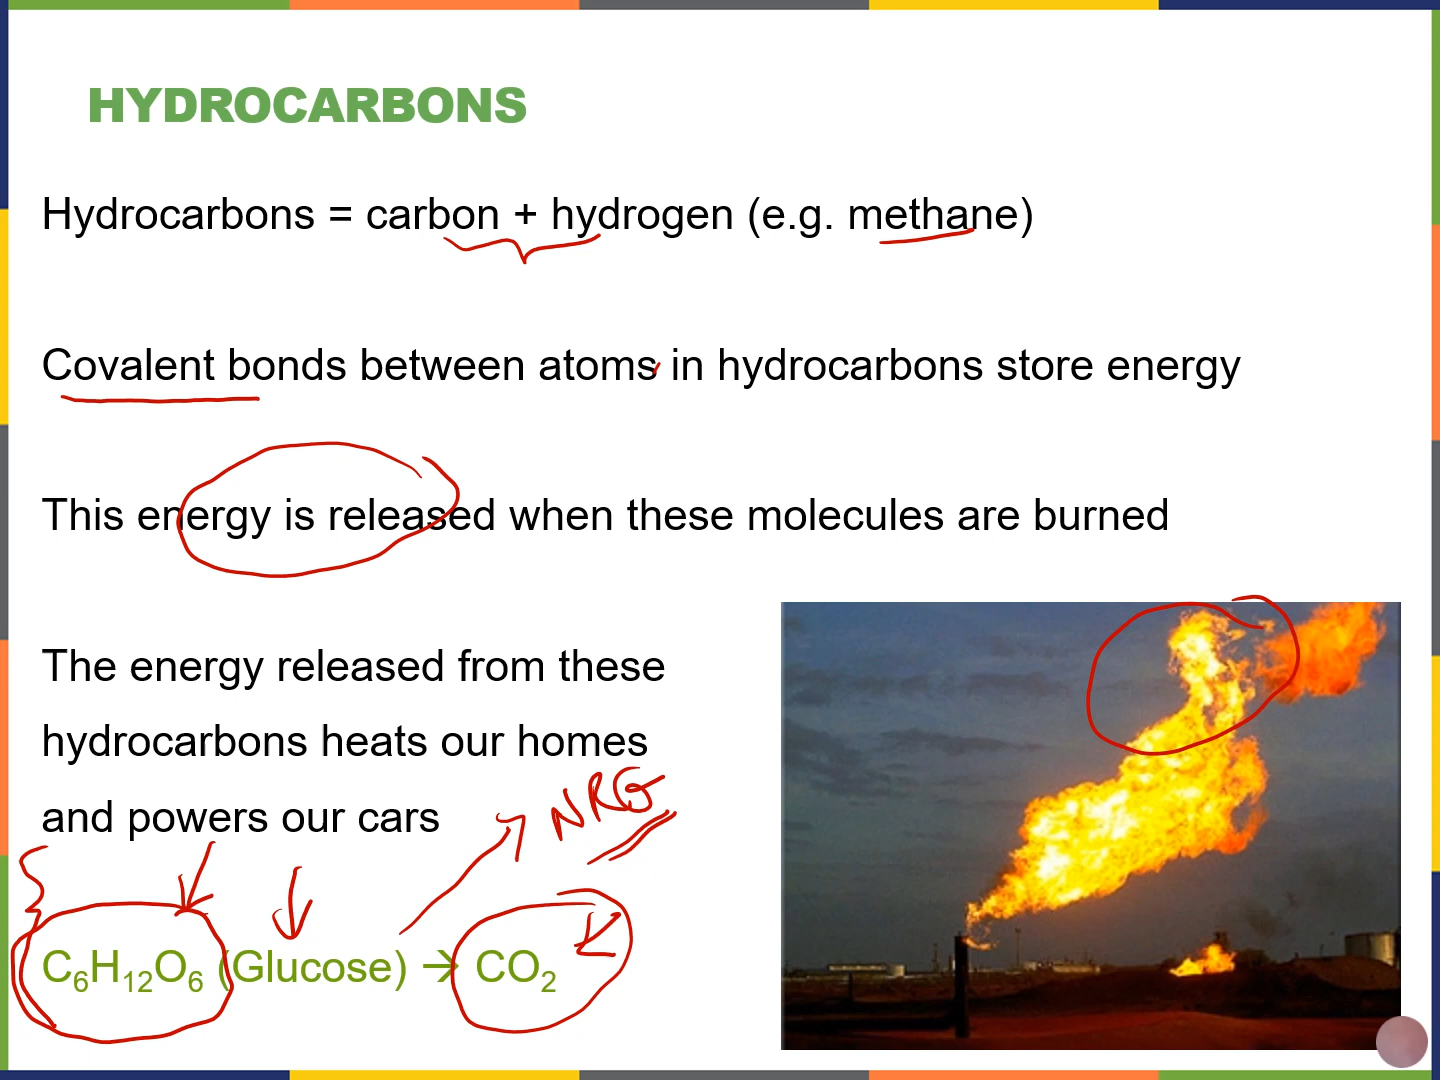 HYDROCARBONS
Hydrocarbons = carbon + hydrogen (e.g. methane)
Covalent bonds between atoms in hydrocarbons store energy
This energy is released when these molecules are burned
The energy released from these
hydrocarbons heats our homes
and powers our cars
NRG
C₆H₁₂O₆ (Glucose) → CO₂